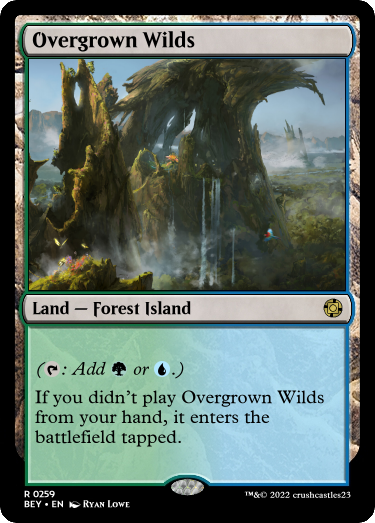 Overgrown Wilds
Land — Forest Island
(: Add or .)
If you didn't play Overgrown Wilds
from your hand, it enters the
battlefield tapped.
R 0259
BEY • EN Ryan Lowe
™&© 2022 crushcastles23